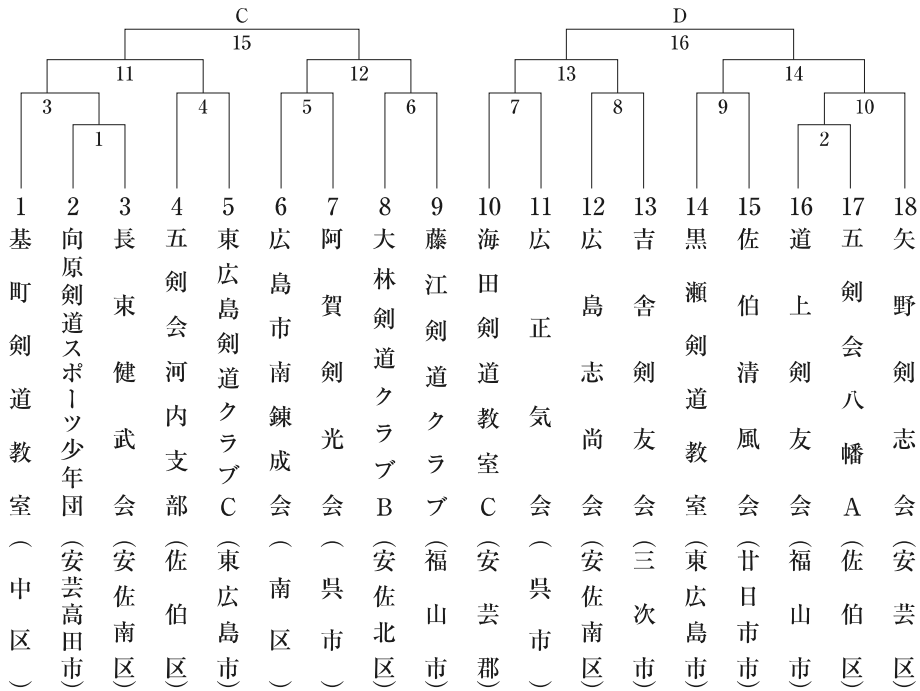 C D
15 16
11 12 13 14
3 4 5 6 7 8 9 10
1 2
1 基町剣道教室(中区)
2 向原剣道スポーツ少年団(安芸高田市)
3 長束健武会(安佐南区)
4 五剣会河内支部(佐伯区)
5 東広島剣道クラブC(東広島市)
6 広島市南錬成会(南区)
7 阿賀剣光会(呉市)
8 大林剣道クラブB(安佐北区)
9 藤江剣道クラブ(福山市)
10 海田剣道教室C(安芸郡)
11 広正気会(呉市)
12 広島志尚会(安佐南区)
13 吉舎剣友会(三次市)
14 黒瀬剣道教室(東広島市)
15 佐伯清風会(廿日市市)
16 道上剣友会(福山市)
17 五剣会八幡A(佐伯区)
18 矢野剣志会(安芸区)